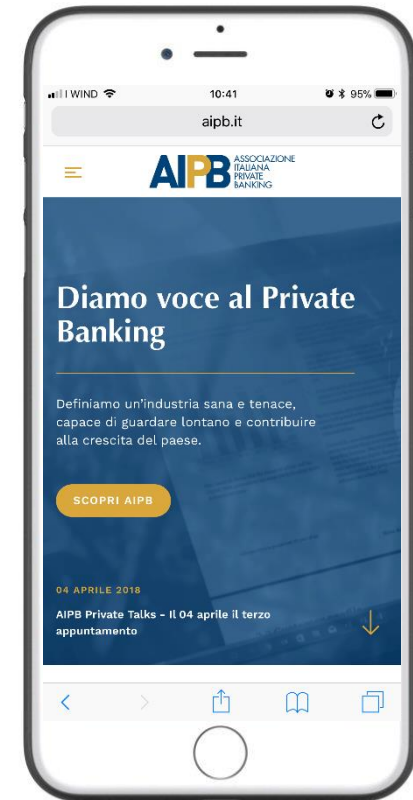 WIND 10:41 95%
aipb.it
AIPB ASSOCIAZIONE
ITALIANA
PRIVATE
BANKING
Diamo voce al Private
Banking
Definiamo un'industria sana e tenace,
capace di guardare lontano e contribuire
alla crescita del paese.
SCOPRI AIPB
04 APRILE 2018
AIPB Private Talks - Il 04 aprile il terzo
appuntamento